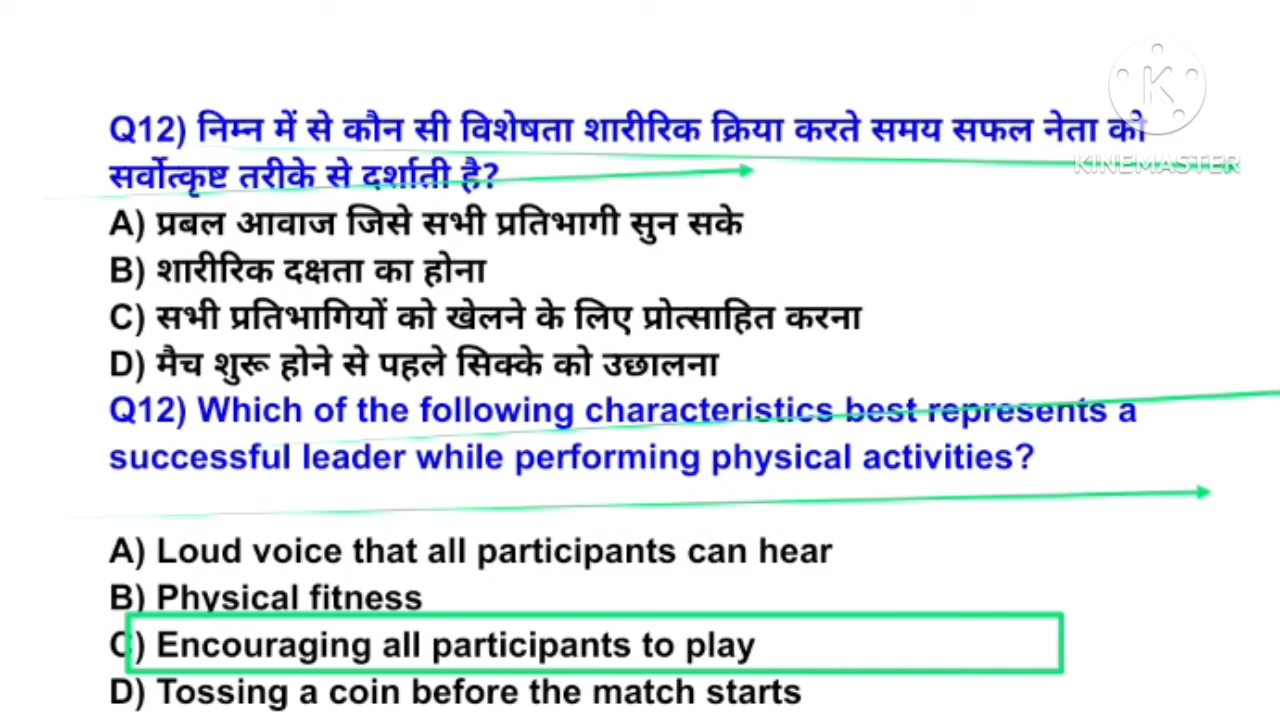 Q12) निम्न में से कौन सी विशेषता शारीरिक क्रिया करते समय सफल नेता को
सर्वोत्कृष्ट तरीके से दर्शाती है?
A) प्रबल आवाज जिसे सभी प्रतिभागी सुन सके
B) शारीरिक दक्षता का होना
C) सभी प्रतिभागियों को खेलने के लिए प्रोत्साहित करना
D) मैच शुरू होने से पहले सिक्के को उछालना
Q12) Which of the following characteristics best represents a
successful leader while performing physical activities?
A) Loud voice that all participants can hear
B) Physical fitness
C) Encouraging all participants to play
D) Tossing a coin before the match starts
K
KINEMASTER